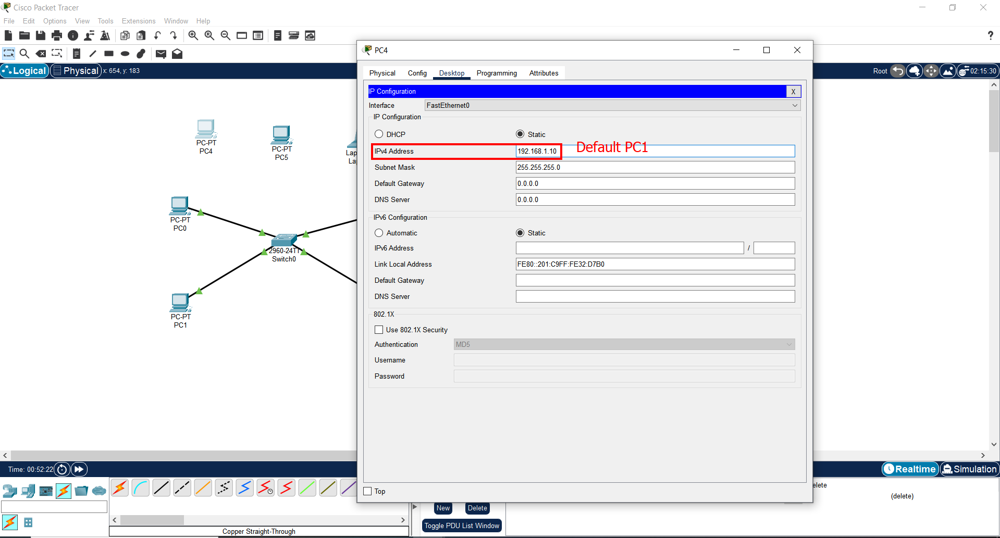 Cisco Packet Tracer
File Edit Options View Tools Extensions Window Help
Logical Physical x: 654, y: 183
Root 02:15:30
PC-PT
PC4
PC-PT
PC5
Lap
La
PC-PT
PC0
2960-24TT
Switch0
PC-PT
PC1
PC4
Physical Config Desktop Programming Attributes
IP Configuration X
Interface FastEthernet0
IP Configuration
DHCP Static
IPv4 Address 192.168.1.10 Default PC1
Subnet Mask 255.255.255.0
Default Gateway 0.0.0.0
DNS Server 0.0.0.0
IPv6 Configuration
Automatic Static
IPv6 Address /
Link Local Address FE80::201:C9FF:FE32:D7B0
Default Gateway
DNS Server
802.1X
Use 802.1X Security
Authentication MD5
Username
Password
Top
Time: 00:52:22
Realtime Simulation
elete
(delete)
New Delete
Toggle PDU List Window
Copper Straight-Through